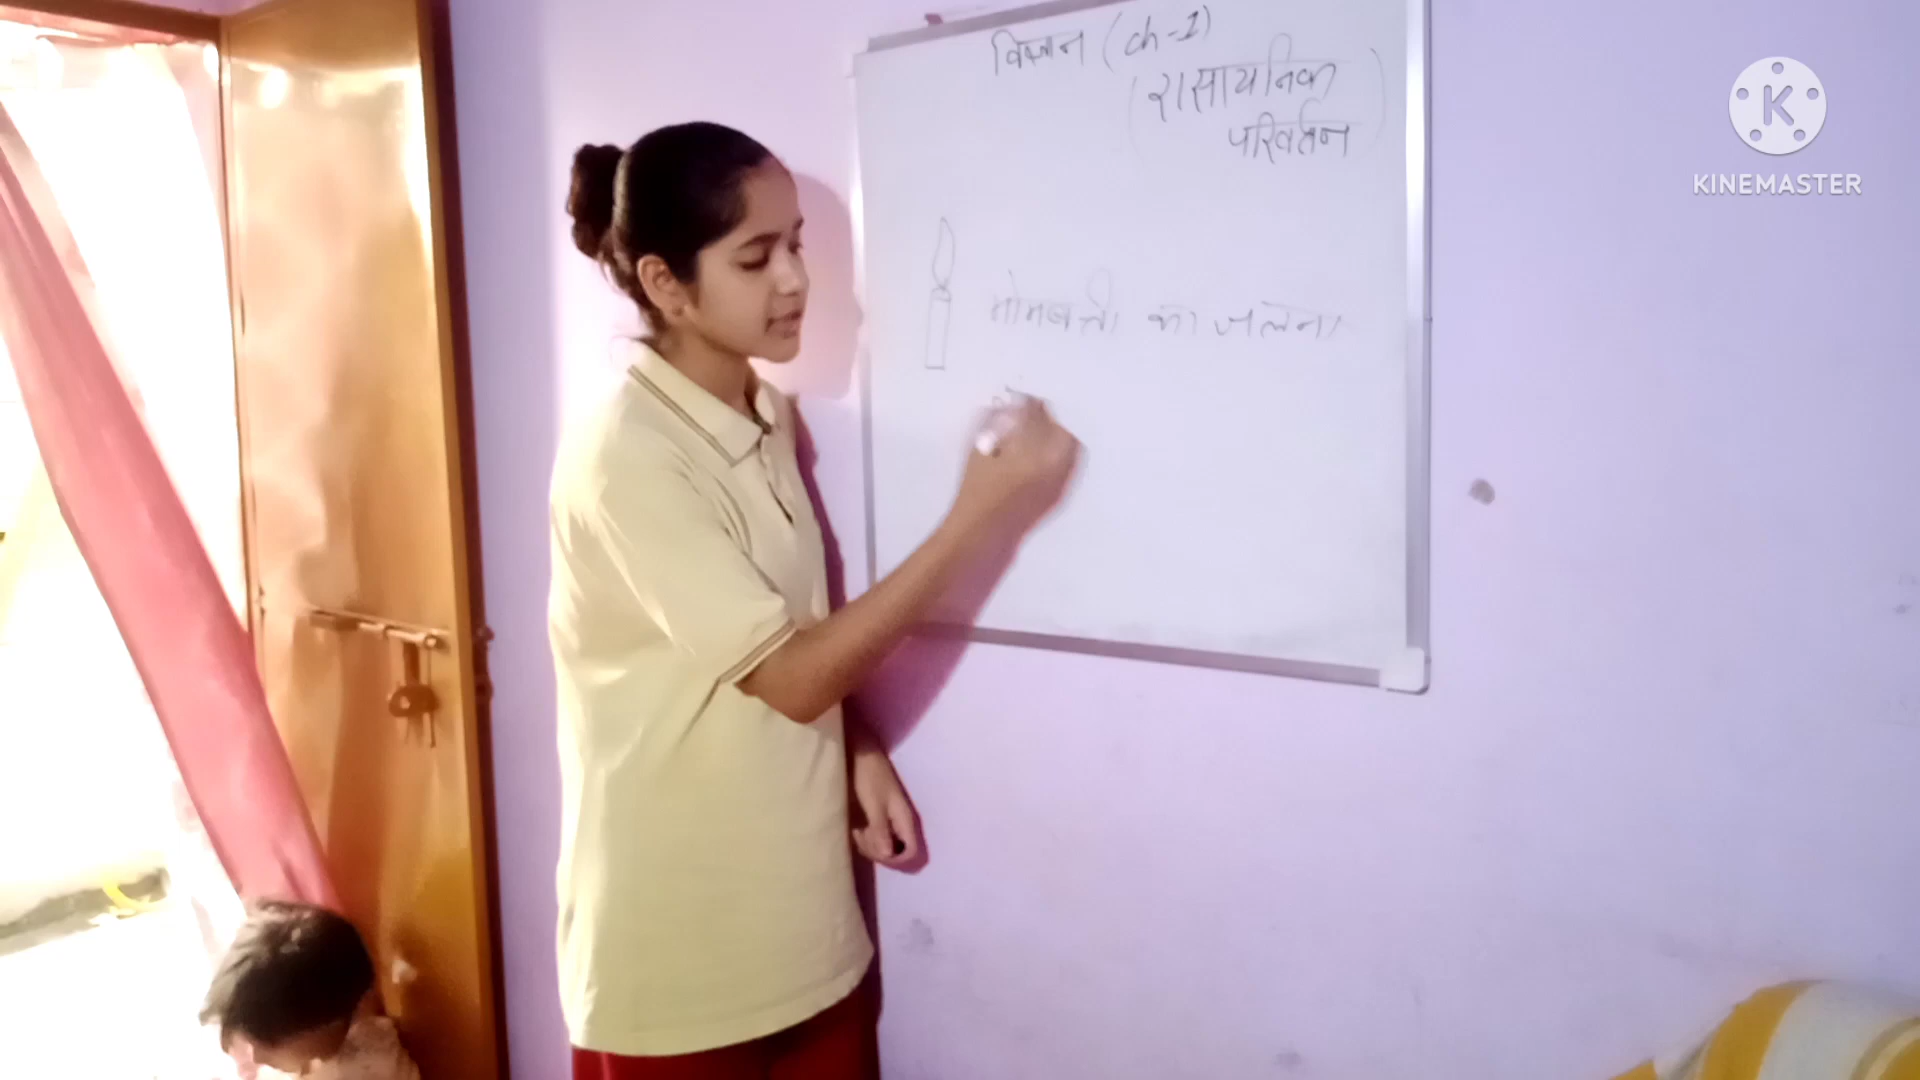 विज्ञान (ch-1)
(रासायनिक
परिवर्तन)
मोमबत्ती का जलना
KINEMASTER